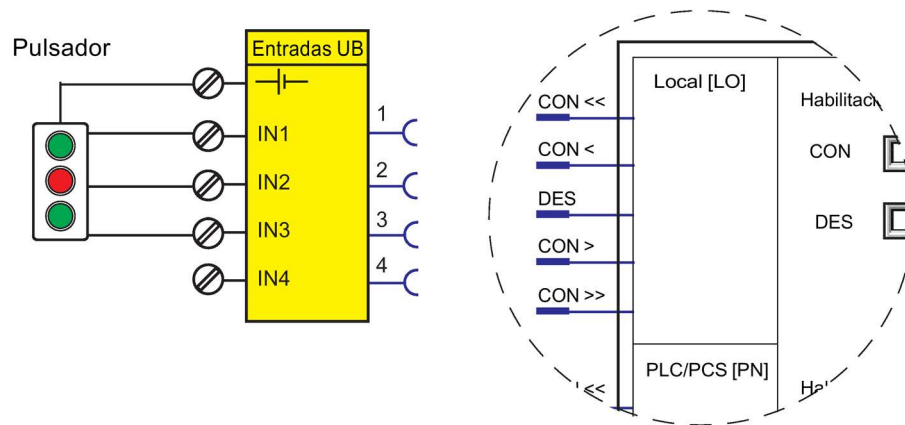 Pulsador
Entradas UB
IN1
IN2
IN3
IN4
1
2
3
4
Local [LO]
CON <<
CON <
DES
CON >
CON >>
CON
DES
PLC/PCS [PN]
<<